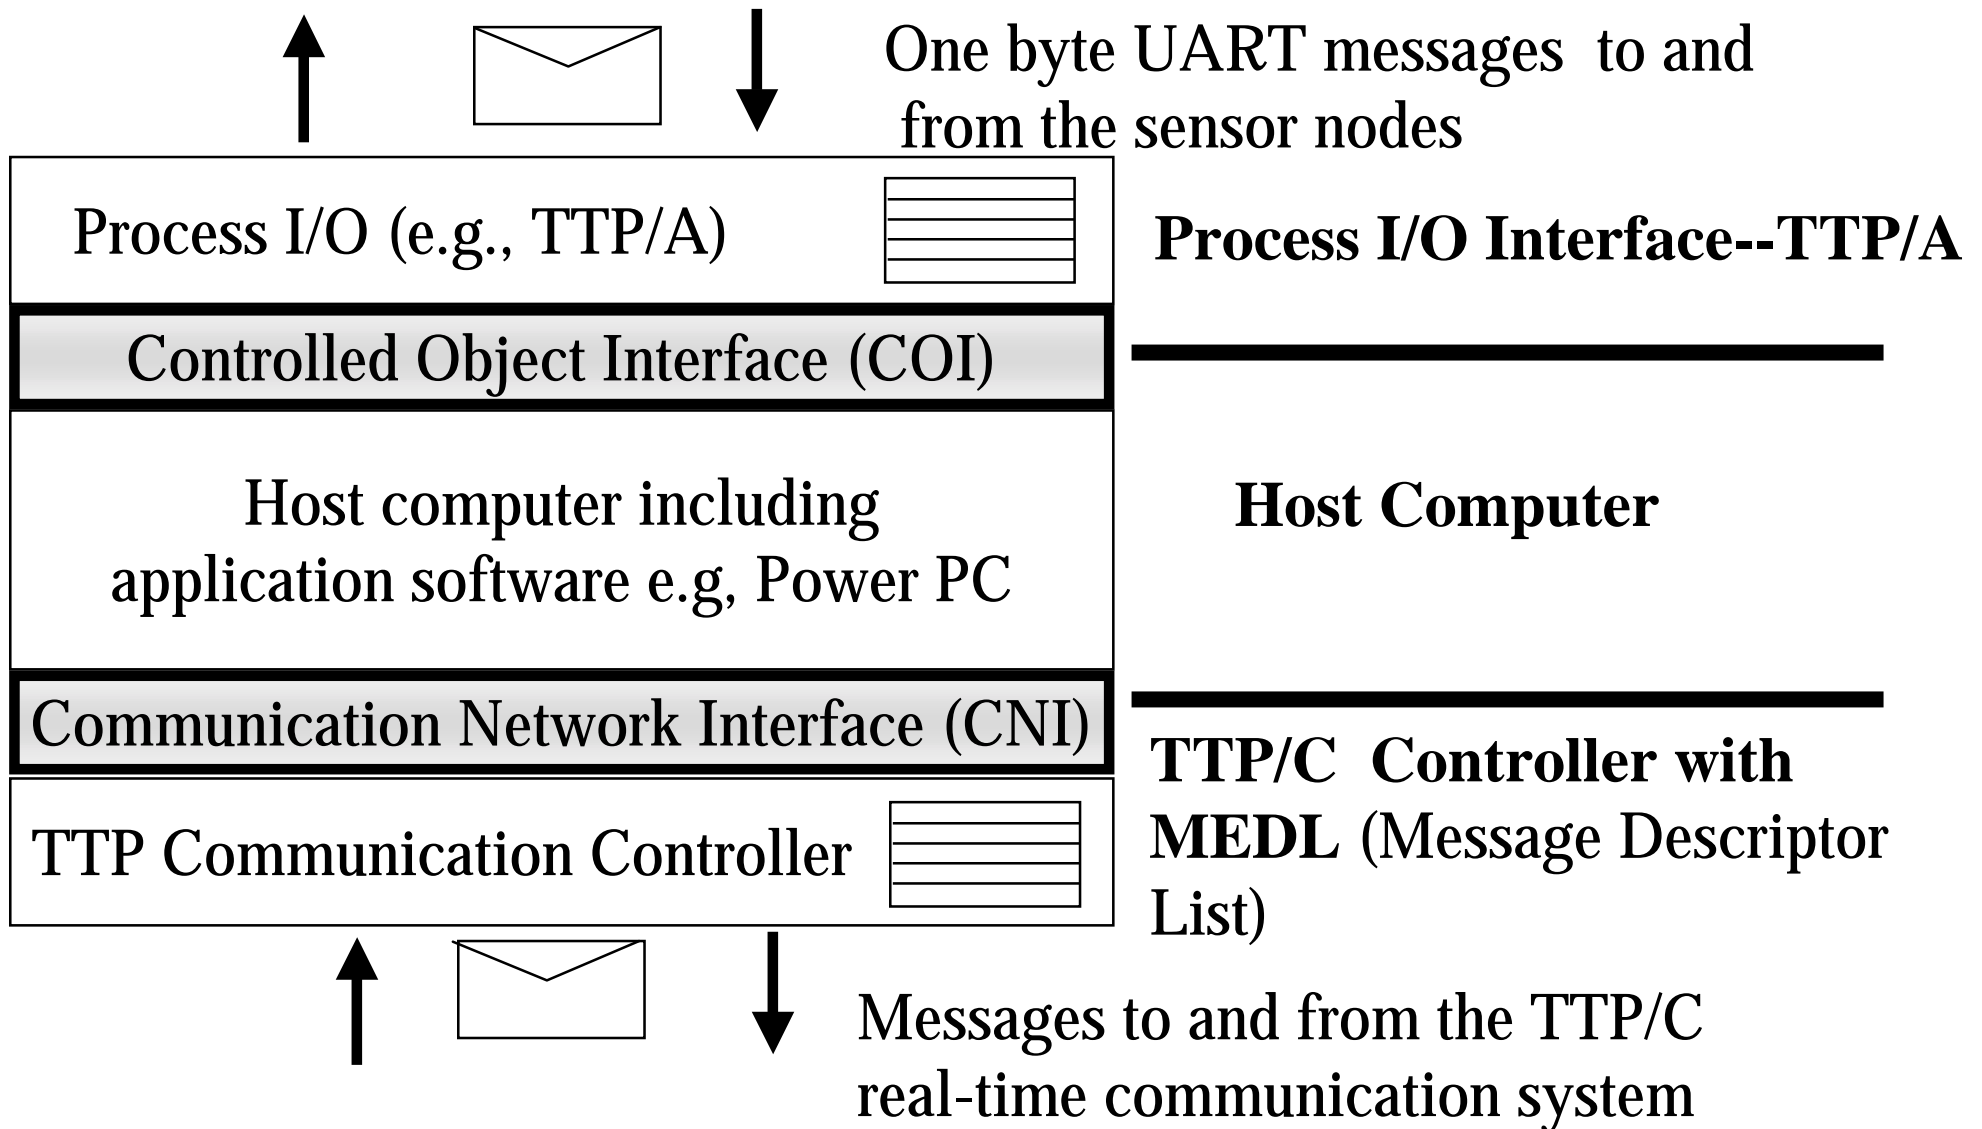 One byte UART messages to and
from the sensor nodes
Process I/O (e.g., TTP/A)
Process I/O Interface--TTP/A
Controlled Object Interface (COI)
Host computer including
application software e.g, Power PC
Host Computer
Communication Network Interface (CNI)
TTP/C Controller with
MEDL (Message Descriptor
List)
TTP Communication Controller
Messages to and from the TTP/C
real-time communication system